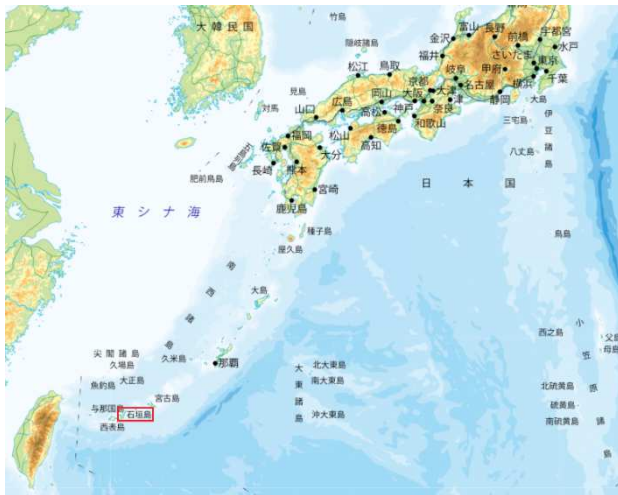 竹島
大韓民国
隠岐諸島
金沢
富山
長野
前橋
宇都宮
水戸
福井
さいたま
東京
松江
鳥取
岐阜
甲府
横浜
千葉
京都
大津
名古屋
見島
岡山
大阪
静岡
大島
対馬
山口
広島
高松
神戸
奈良
津
三宅島
伊豆諸島
福岡
松山
徳島
和歌山
佐賀
大分
高知
八丈島
五島列島
長崎
熊本
肥前鳥島
宮崎
日本国
東シナ海
鹿児島
種子島
鳥島
屋久島
南西諸島
大島
小笠原諸島
西之島
父島
母島
尖閣諸島
久場島
久米島
那覇
北大東島
大東諸島
魚釣島
大正島
南大東島
北硫黄島
宮古島
硫黄島
与那国島
石垣島
沖大東島
南硫黄島
西表島